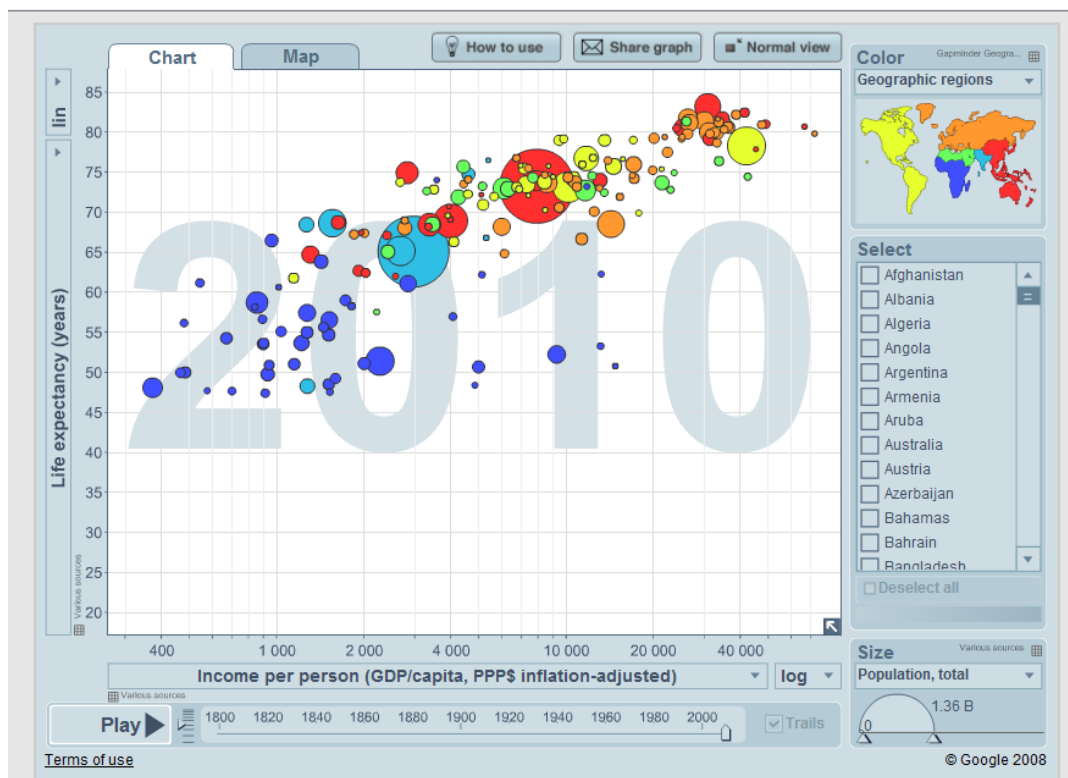 Chart
Map
How to use
Share graph
Normal view
Color
Gapminder Geogra...
Geographic regions
lin
Life expectancy (years)
Various sources
85
80
75
70
65
60
55
50
45
40
35
30
25
20
2010
Select
Afghanistan
Albania
Algeria
Angola
Argentina
Armenia
Aruba
Australia
Austria
Azerbaijan
Bahamas
Bahrain
Bangladesh
Deselect all
400 1 000 2 000 4 000 10 000 20 000 40 000
Income per person (GDP/capita, PPP$ inflation-adjusted)
log
Various sources
Size
Various sources
Population, total
1.36 B
0
Play
1800 1820 1840 1860 1880 1900 1920 1940 1960 1980 2000
Trails
Terms of use
© Google 2008